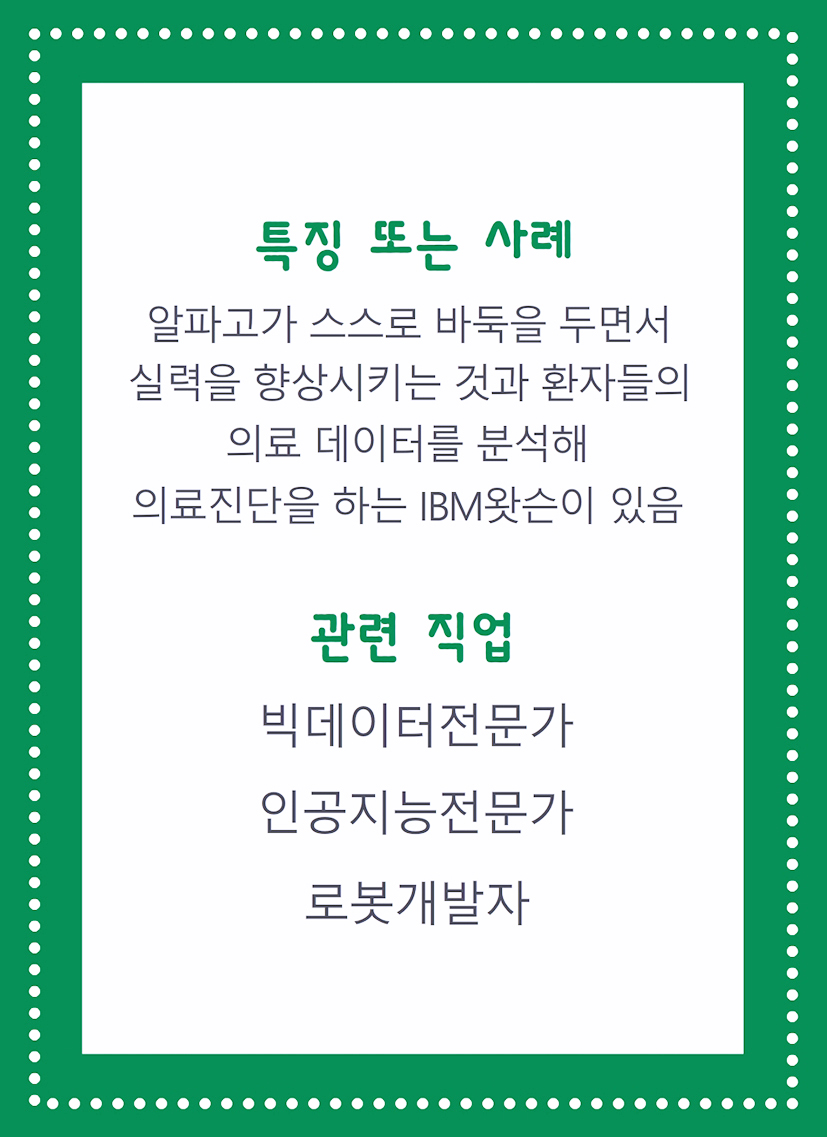 특징 또는 사례
알파고가 스스로 바둑을 두면서
실력을 향상시키는 것과 환자들의
의료 데이터를 분석해
의료진단을 하는 IBM왓슨이 있음
관련 직업
빅데이터전문가
인공지능전문가
로봇개발자